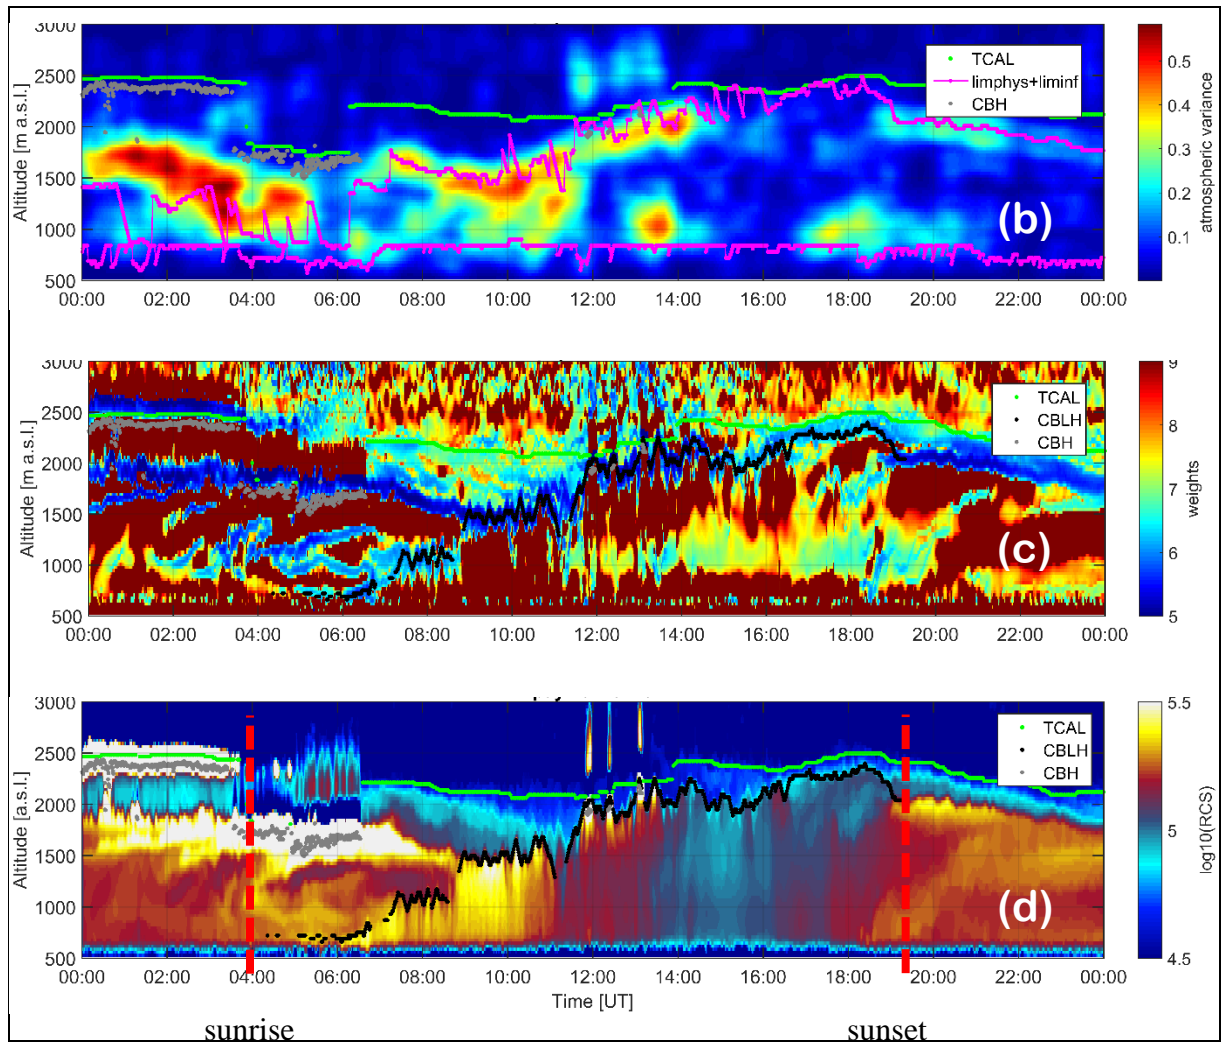 3000
2500
2000
1500
1000
500
Altitude [m a.s.l.]
TCAL
limphys+liminf
CBH
(b)
00:00 02:00 04:00 06:00 08:00 10:00 12:00 14:00 16:00 18:00 20:00 22:00 00:00
0.5
0.4
0.3
0.2
0.1
atmospheric variance
3000
2500
2000
1500
1000
500
Altitude [m a.s.l.]
TCAL
CBLH
CBH
(c)
00:00 02:00 04:00 06:00 08:00 10:00 12:00 14:00 16:00 18:00 20:00 22:00 00:00
9
8
7
6
5
weights
3000
2500
2000
1500
1000
500
Altitude [a.s.l.]
TCAL
CBLH
CBH
(d)
00:00 02:00 04:00 06:00 08:00 10:00 12:00 14:00 16:00 18:00 20:00 22:00 00:00
Time [UT]
5.5
5
4.5
log10(RCS)
sunrise sunset